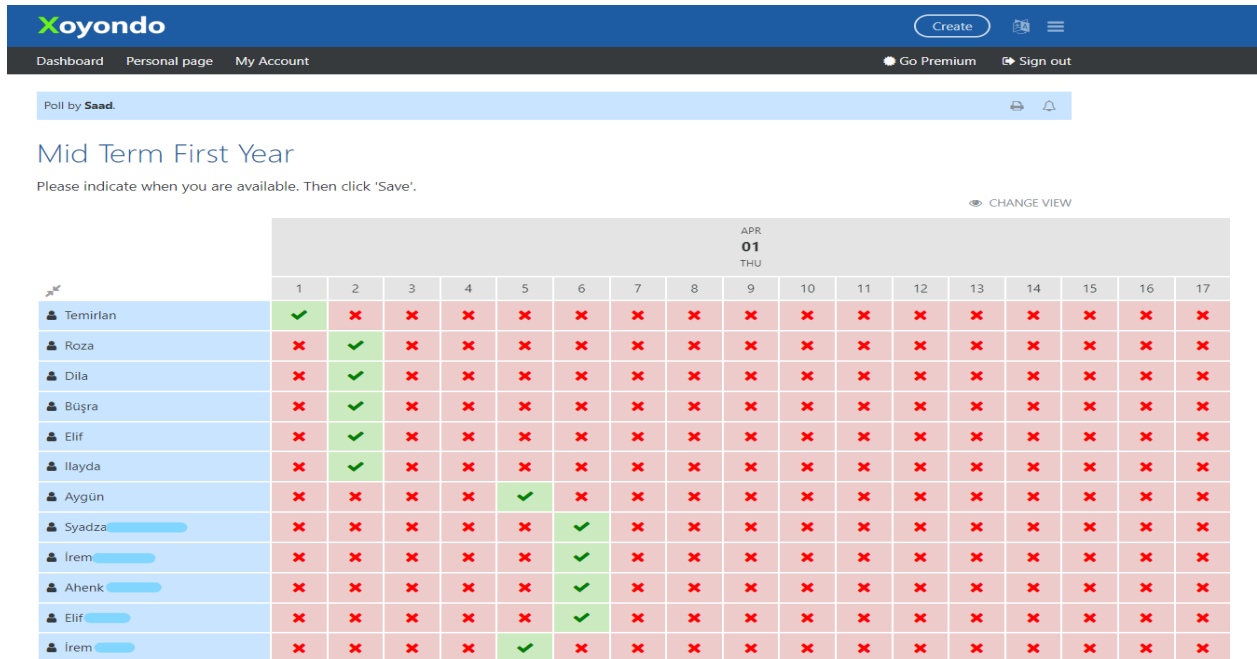 Xoyondo Create
Dashboard Personal page My Account Go Premium Sign out
Poll by Saad.
Mid Term First Year
Please indicate when you are available. Then click 'Save'.
CHANGE VIEW
APR
01
THU
1 2 3 4 5 6 7 8 9 10 11 12 13 14 15 16 17
Temirlan
Roza
Dila
Büşra
Elif
Ilayda
Aygün
Syadza
İrem
Ahenk
Elif
İrem